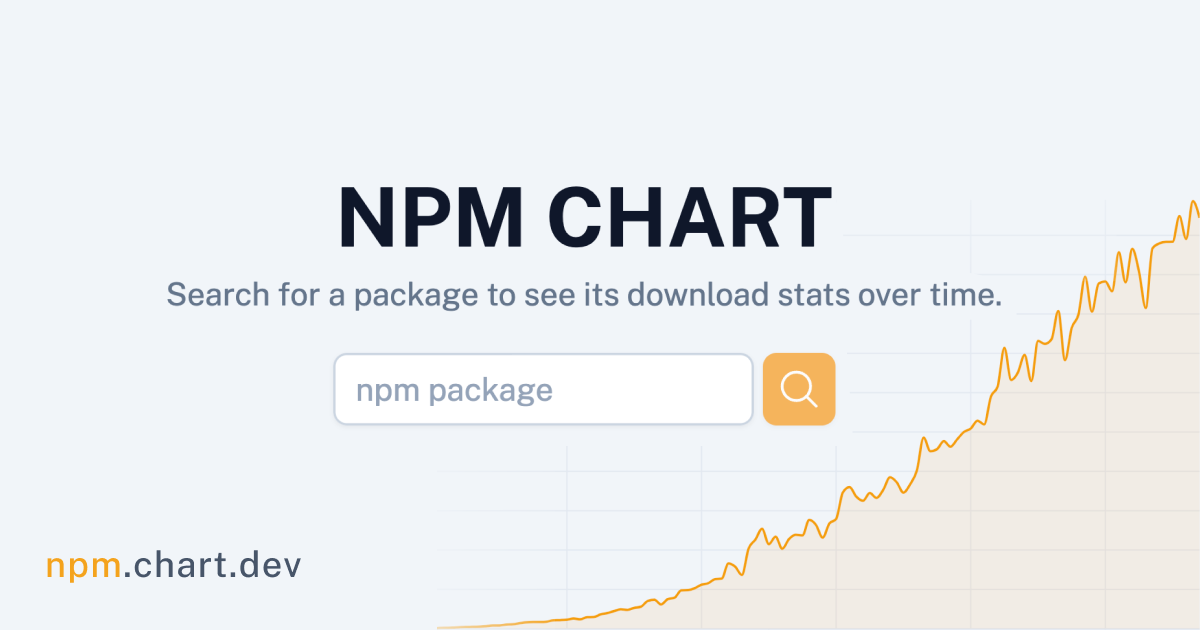 NPM CHART
Search for a package to see its download stats over time.
npm package
npm.chart.dev